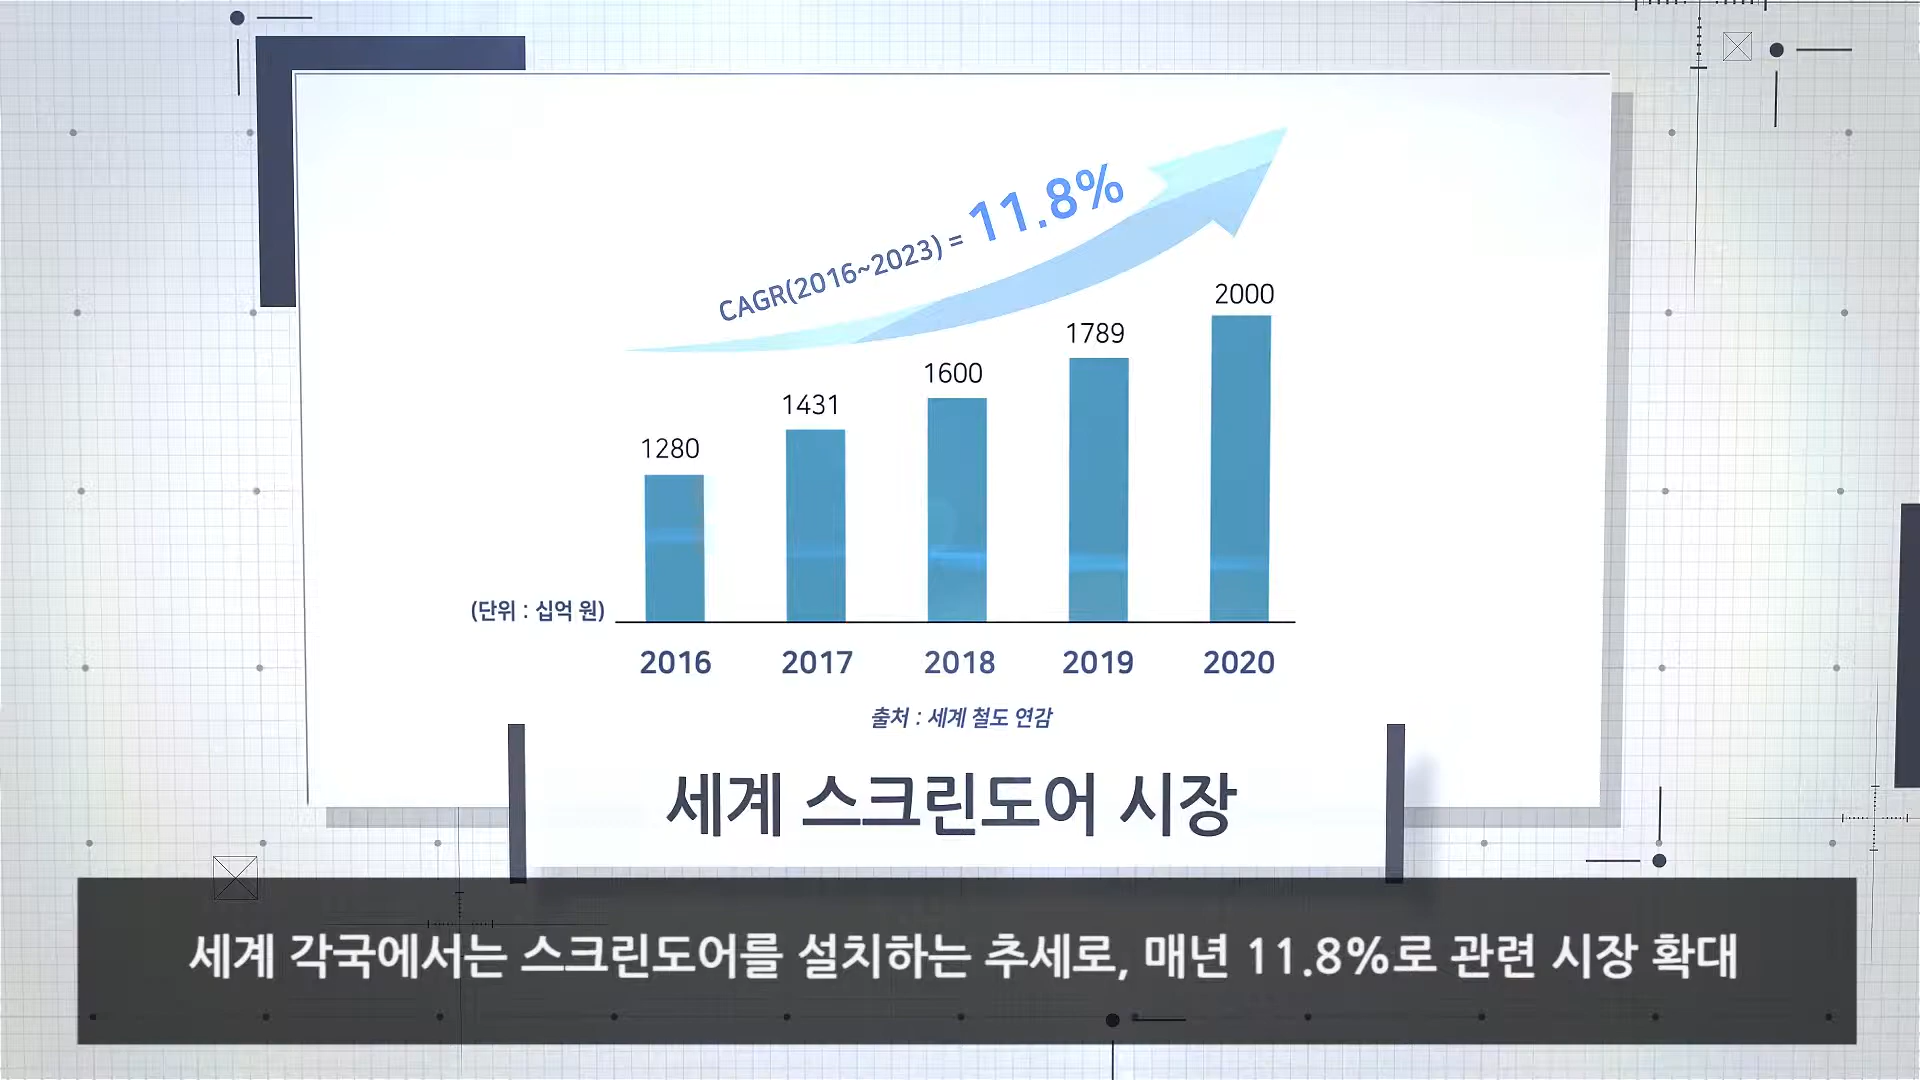 CAGR(2016~2023) = 11.8%
1280
1431
1600
1789
2000
(단위 : 십억 원)
2016 2017 2018 2019 2020
출처 : 세계 철도 연감
세계 스크린도어 시장
세계 각국에서는 스크린도어를 설치하는 추세로, 매년 11.8%로 관련 시장 확대